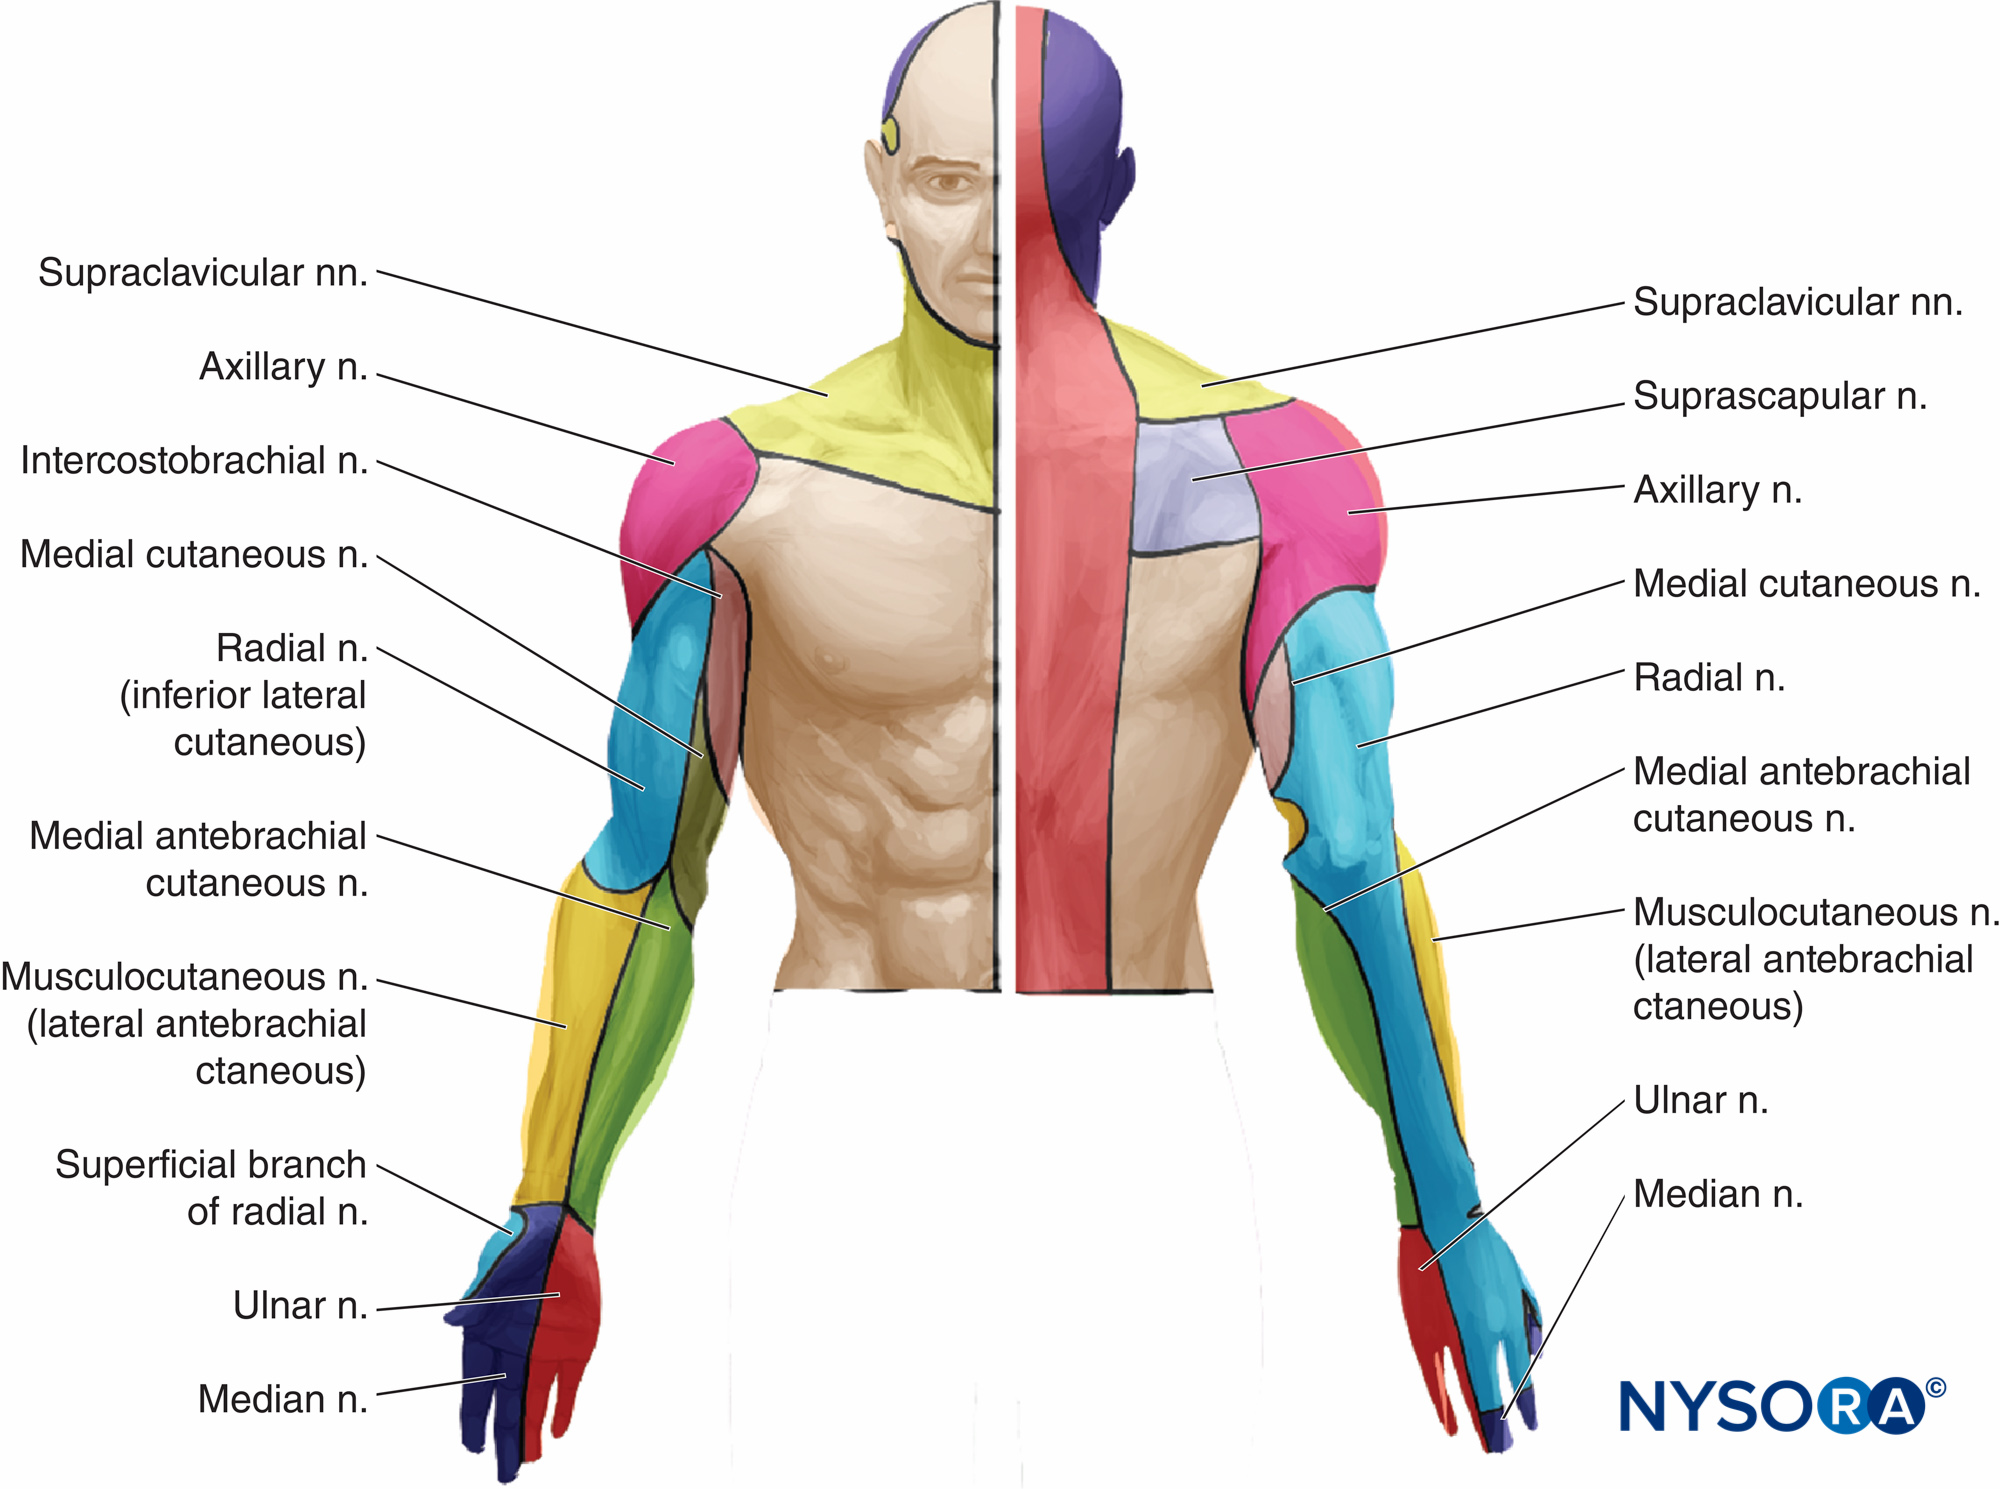 Supraclavicular nn.
Axillary n.
Intercostobrachial n.
Medial cutaneous n.
Radial n.
(inferior lateral
cutaneous)
Medial antebrachial
cutaneous n.
Musculocutaneous n.
(lateral antebrachial
ctaneous)
Superficial branch
of radial n.
Ulnar n.
Median n.
Supraclavicular nn.
Suprascapular n.
Axillary n.
Medial cutaneous n.
Radial n.
Medial antebrachial
cutaneous n.
Musculocutaneous n.
(lateral antebrachial
ctaneous)
Ulnar n.
Median n.
NYSORA©